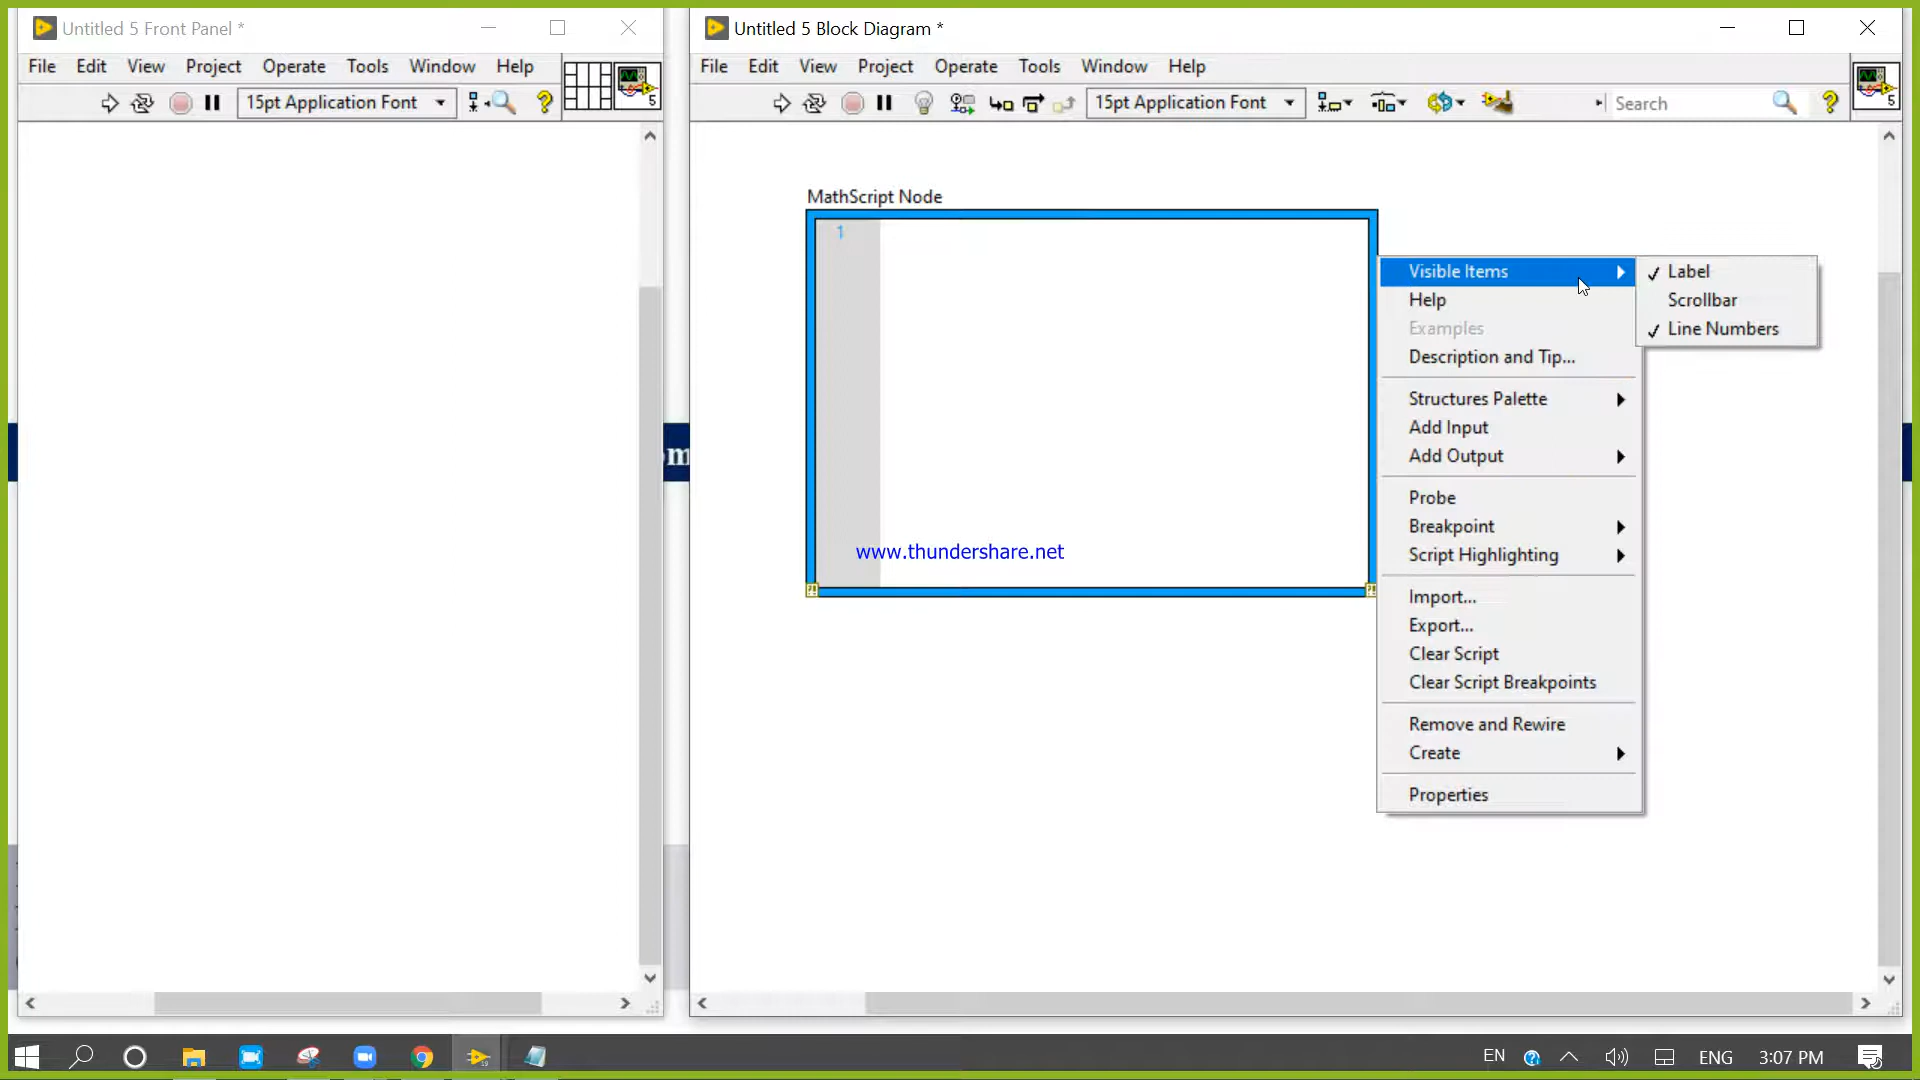 Untitled 5 Front Panel *
File Edit View Project Operate Tools Window Help
15pt Application Font
5
Untitled 5 Block Diagram *
File Edit View Project Operate Tools Window Help
15pt Application Font
Search
5
MathScript Node
1
www.thundershare.net
Visible Items
Help
Examples
Description and Tip...
Structures Palette
Add Input
Add Output
Probe
Breakpoint
Script Highlighting
Import...
Export...
Clear Script
Clear Script Breakpoints
Remove and Rewire
Create
Properties
Label
Scrollbar
Line Numbers
om
EN
ENG
3:07 PM